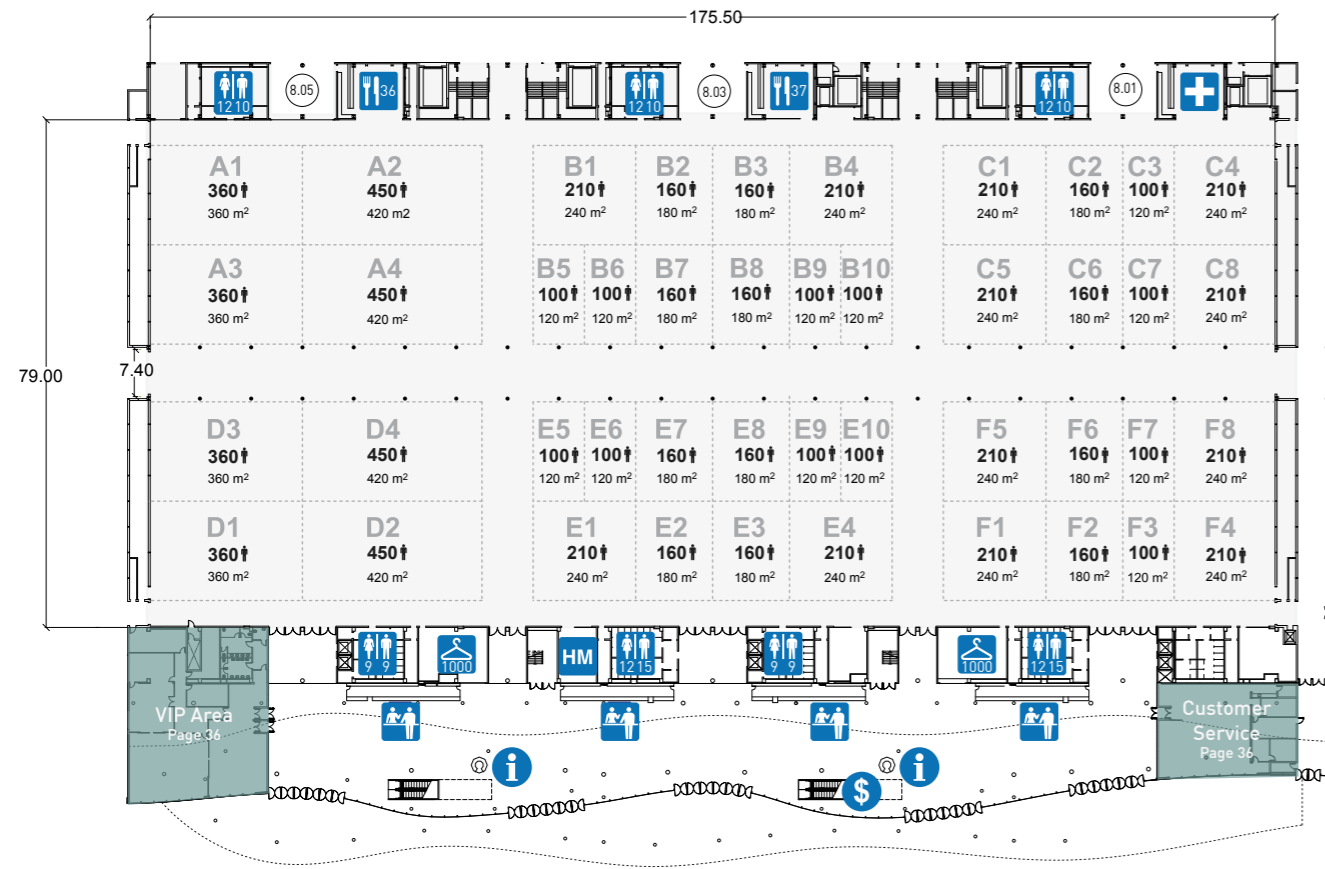 175.50
12 10
8.05
36
12 10
8.03
37
12 10
8.01
A1
360
360 m²
A2
450
420 m2
B1
210
240 m²
B2
160
180 m²
B3
160
180 m²
B4
210
240 m²
C1
210
240 m²
C2
160
180 m²
C3
100
120 m²
C4
210
240 m²
A3
360
360 m²
A4
450
420 m²
B5
100
120 m²
B6
100
120 m²
B7
160
180 m²
B8
160
180 m²
B9
100
120 m²
B10
100
120 m²
C5
210
240 m²
C6
160
180 m²
C7
100
120 m²
C8
210
240 m²
79.00
7.40
D3
360
360 m²
D4
450
420 m²
E5
100
120 m²
E6
100
120 m²
E7
160
180 m²
E8
160
180 m²
E9
100
120 m²
E10
100
120 m²
F5
210
240 m²
F6
160
180 m²
F7
100
120 m²
F8
210
240 m²
D1
360
360 m²
D2
450
420 m²
E1
210
240 m²
E2
160
180 m²
E3
160
180 m²
E4
210
240 m²
F1
210
240 m²
F2
160
180 m²
F3
100
120 m²
F4
210
240 m²
9 9
1000
HM
12 15
9 9
1000
12 15
VIP Area
Page 36
Customer
Service
Page 36
i
i
$